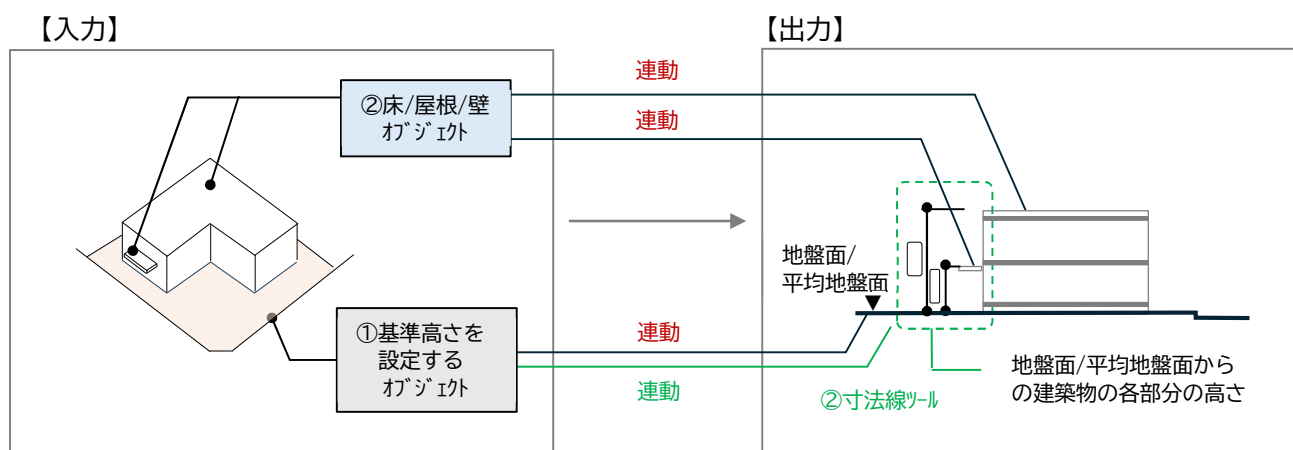 【入力】
【出力】
連動
②床/屋根/壁
ｵﾌﾞｼﾞｪｸﾄ
連動
地盤面/
平均地盤面
①基準高さを
設定する
ｵﾌﾞｼﾞｪｸﾄ
連動
連動
②寸法線ﾂｰﾙ
地盤面/平均地盤面から
の建築物の各部分の高さ